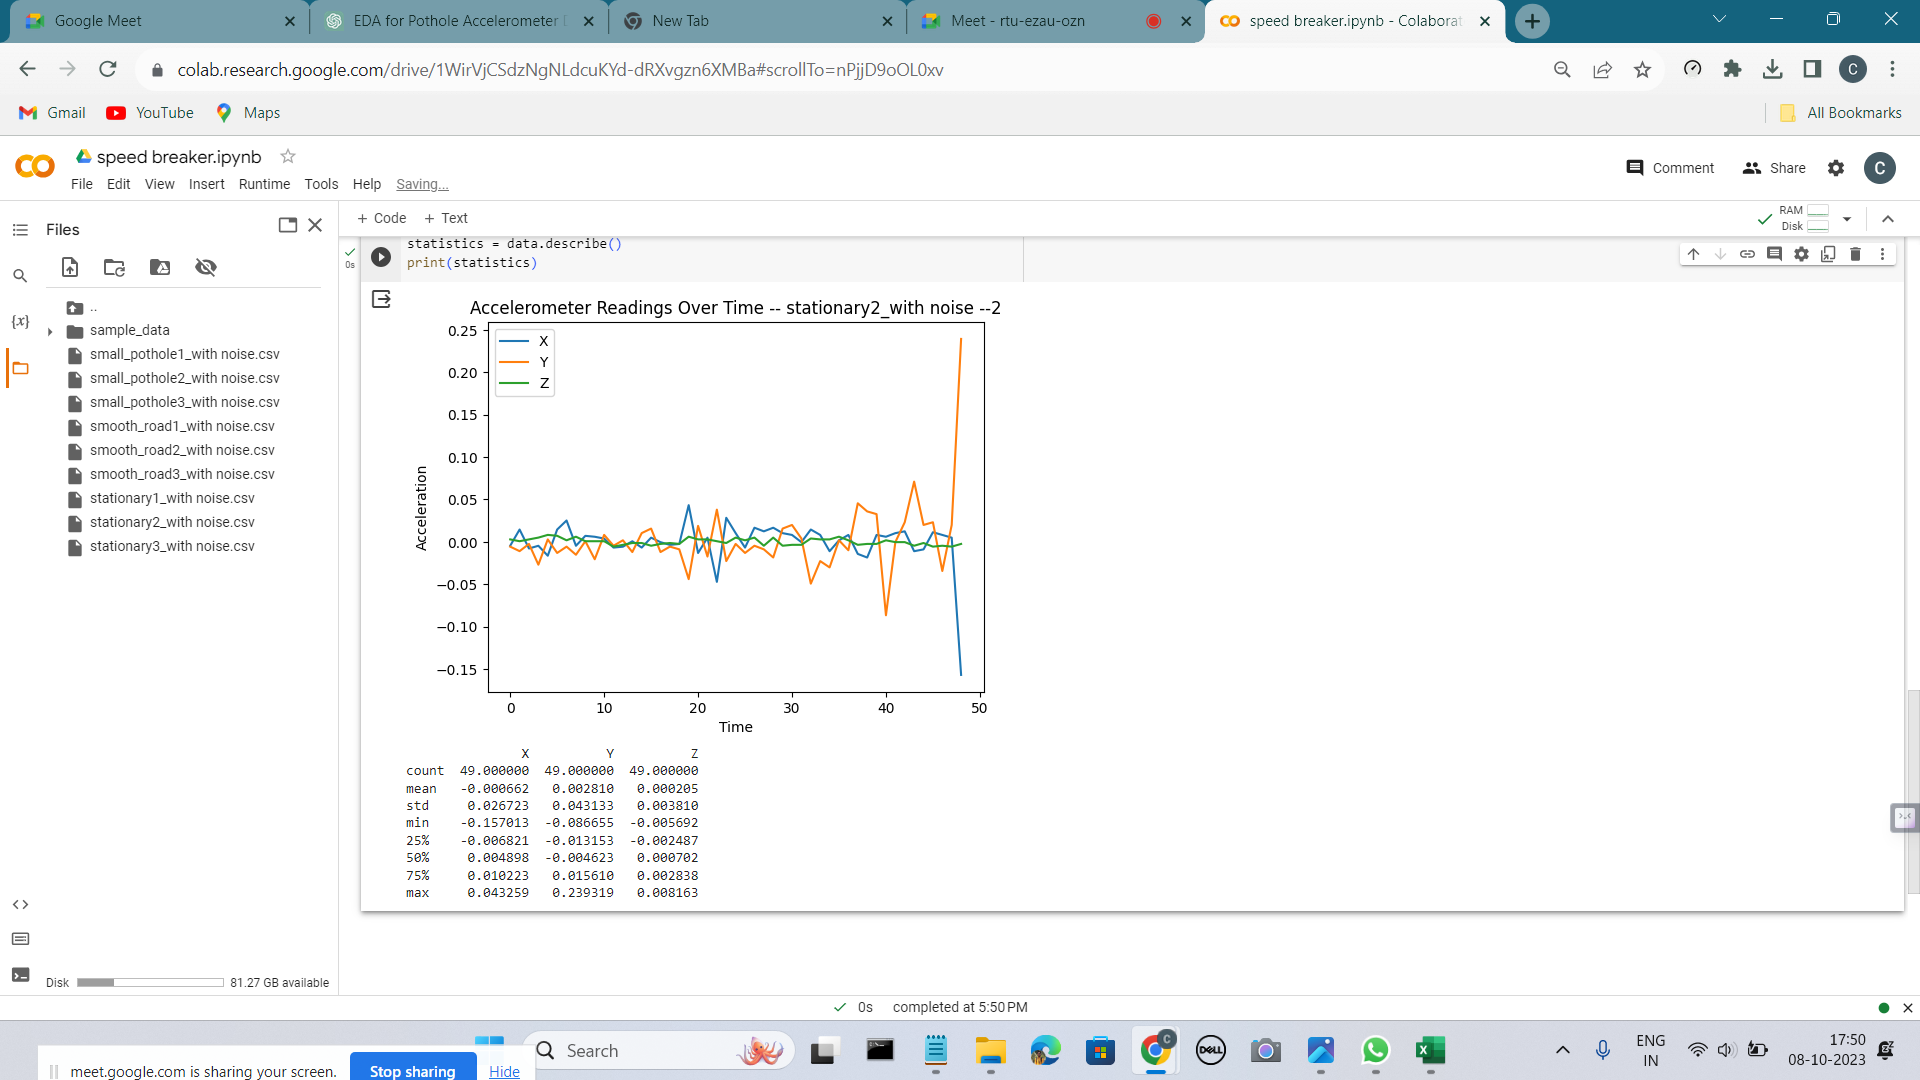 Google Meet
EDA for Pothole Accelerometer
New Tab
Meet - rtu-ezau-ozn
speed breaker.ipynb - Colaborat
colab.research.google.com/drive/1WirVjCSdzNgNLdcuKYd-dRXvgzn6XMBa#scrollTo=nPjjD9oOL0xv
C
Gmail
YouTube
Maps
All Bookmarks
speed breaker.ipynb
File Edit View Insert Runtime Tools Help Saving...
Comment
Share
C
Files
+ Code + Text
RAM
Disk
..
sample_data
small_pothole1_with noise.csv
small_pothole2_with noise.csv
small_pothole3_with noise.csv
smooth_road1_with noise.csv
smooth_road2_with noise.csv
smooth_road3_with noise.csv
stationary1_with noise.csv
stationary2_with noise.csv
stationary3_with noise.csv
{x}
Disk
81.27 GB available
0s
statistics = data.describe()
print(statistics)
Accelerometer Readings Over Time -- stationary2_with noise --2
X
Y
Z
0.25
0.20
0.15
0.10
0.05
0.00
−0.05
−0.10
−0.15
Acceleration
0 10 20 30 40 50
Time
X Y Z
count 49.000000 49.000000 49.000000
mean -0.000662 0.002810 0.000205
std 0.026723 0.043133 0.003810
min -0.157013 -0.086655 -0.005692
25% -0.006821 -0.013153 -0.002487
50% 0.004898 -0.004623 0.000702
75% 0.010223 0.015610 0.002838
max 0.043259 0.239319 0.008163
0s completed at 5:50 PM
meet.google.com is sharing your screen.
Stop sharing
Hide
Search
C
DELL
ENG
IN
17:50
08-10-2023